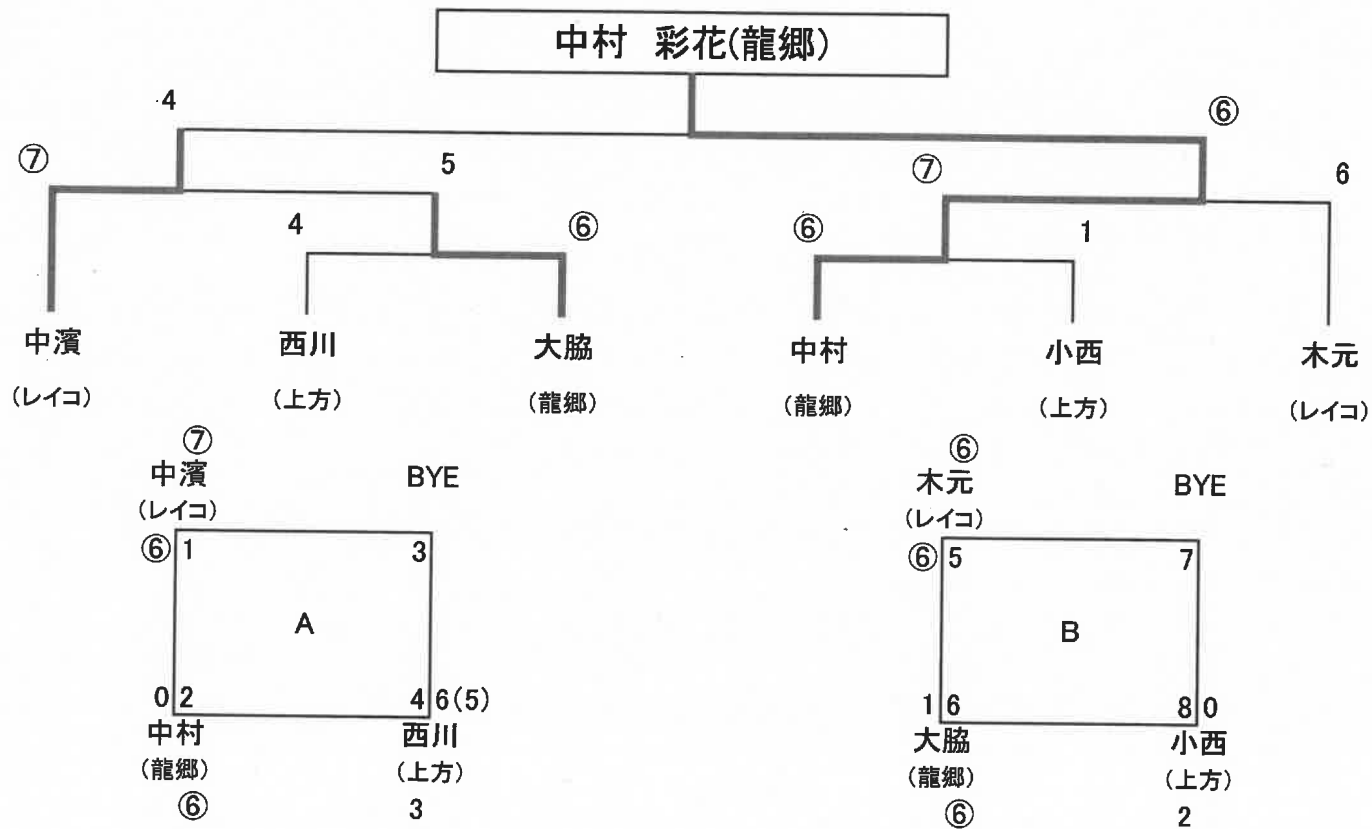 中村 彩花(龍郷)
4 ⑥
⑦ 5 ⑦ 6
4 ⑥ ⑥ 1
中濱 西川 大脇 中村 小西 木元
(レイコ) (上方) (龍郷) (龍郷) (上方) (レイコ)
⑦ ⑥
中濱 BYE 木元 BYE
(レイコ) (レイコ)
⑥ 1 3 ⑥ 5 7
A B
0 2 4 6(5) 1 6 8 0
中村 西川 大脇 小西
(龍郷) (上方) (龍郷) (上方)
⑥ 3 ⑥ 2